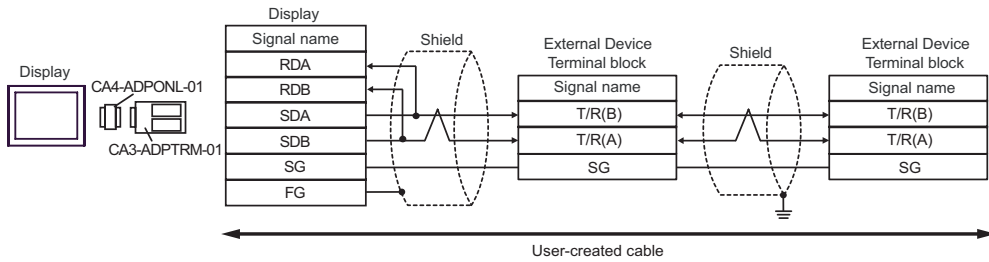 Display
CA4-ADPONL-01
CA3-ADPTRM-01
Display
Signal name
RDA
RDB
SDA
SDB
SG
FG
Shield
External Device
Terminal block
Signal name
T/R(B)
T/R(A)
SG
Shield
External Device
Terminal block
Signal name
T/R(B)
T/R(A)
SG
User-created cable